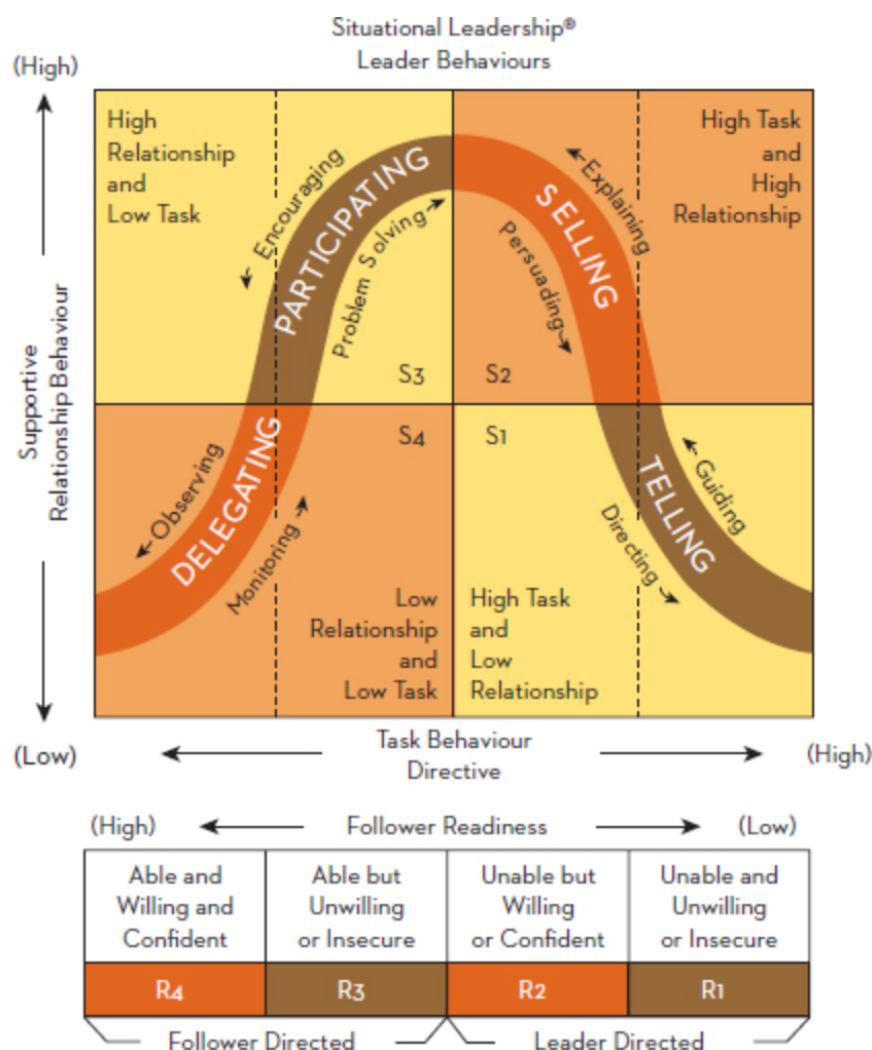 Situational Leadership®
Leader Behaviours
(High)
High
Relationship
and
Low Task
Encouraging
PARTICIPATING
Problem Solving
S3
High Task
and
High
Relationship
Explaining
SELLING
Persuading
S2
Supportive
Relationship Behaviour
Observing
DELEGATING
Monitoring
S4
Low
Relationship
and
Low Task
S1
Guiding
TELLING
Directing
High Task
and
Low
Relationship
(Low)
Task Behaviour
Directive
(High)
(High)
Follower Readiness
(Low)
Able and
Willing and
Confident
Able but
Unwilling
or Insecure
Unable but
Willing
or Confident
Unable and
Unwilling
or Insecure
R4
R3
R2
R1
Follower Directed
Leader Directed